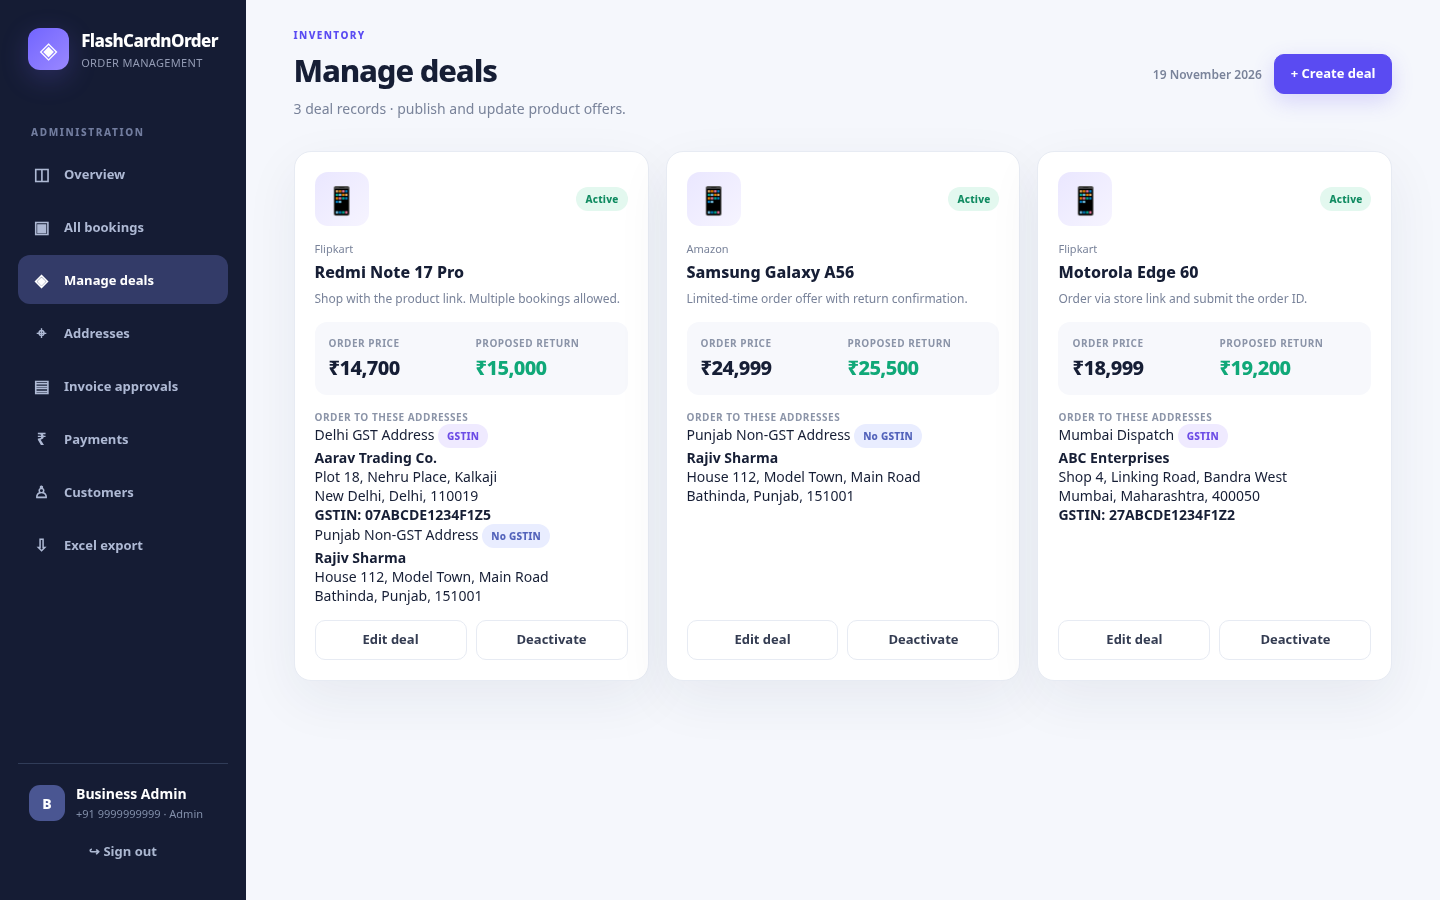 FlashCardnOrder
ORDER MANAGEMENT
ADMINISTRATION
Overview
All bookings
Manage deals
Addresses
Invoice approvals
₹ Payments
Customers
Excel export
B
Business Admin
+91 9999999999 · Admin
↪ Sign out
INVENTORY
Manage deals
3 deal records · publish and update product offers.
19 November 2026
+ Create deal
Active
Flipkart
Redmi Note 17 Pro
Shop with the product link. Multiple bookings allowed.
ORDER PRICE
₹14,700
PROPOSED RETURN
₹15,000
ORDER TO THESE ADDRESSES
Delhi GST Address GSTIN
Aarav Trading Co.
Plot 18, Nehru Place, Kalkaji
New Delhi, Delhi, 110019
GSTIN: 07ABCDE1234F1Z5
Punjab Non-GST Address No GSTIN
Rajiv Sharma
House 112, Model Town, Main Road
Bathinda, Punjab, 151001
Edit deal
Deactivate
Active
Amazon
Samsung Galaxy A56
Limited-time order offer with return confirmation.
ORDER PRICE
₹24,999
PROPOSED RETURN
₹25,500
ORDER TO THESE ADDRESSES
Punjab Non-GST Address No GSTIN
Rajiv Sharma
House 112, Model Town, Main Road
Bathinda, Punjab, 151001
Edit deal
Deactivate
Active
Flipkart
Motorola Edge 60
Order via store link and submit the order ID.
ORDER PRICE
₹18,999
PROPOSED RETURN
₹19,200
ORDER TO THESE ADDRESSES
Mumbai Dispatch GSTIN
ABC Enterprises
Shop 4, Linking Road, Bandra West
Mumbai, Maharashtra, 400050
GSTIN: 27ABCDE1234F1Z2
Edit deal
Deactivate